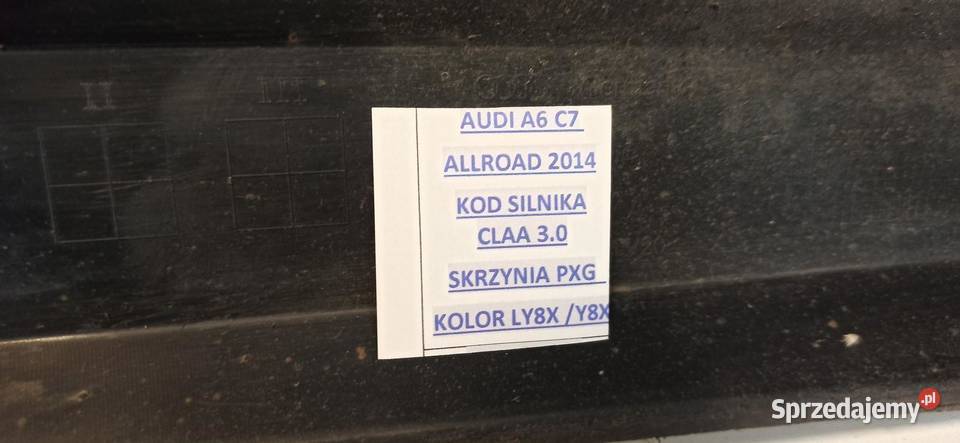 II
III
AUDI A6 C7
ALLROAD 2014
KOD SILNIKA
CLAA 3.0
SKRZYNIA PXG
KOLOR LY8X /Y8X
Sprzedajemy.pl